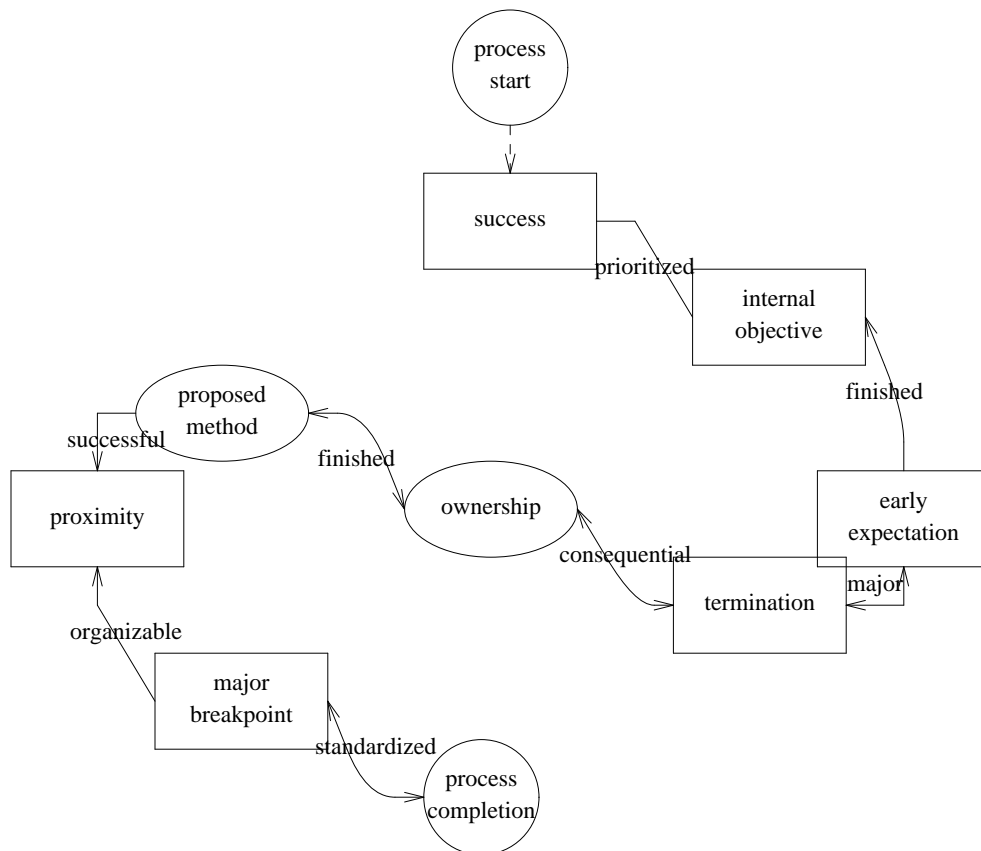 process
start
success
prioritized
internal
objective
finished
proposed
method
successful
finished
proximity
ownership
early
expectation
consequential
major
termination
organizable
major
breakpoint
standardized
process
completion